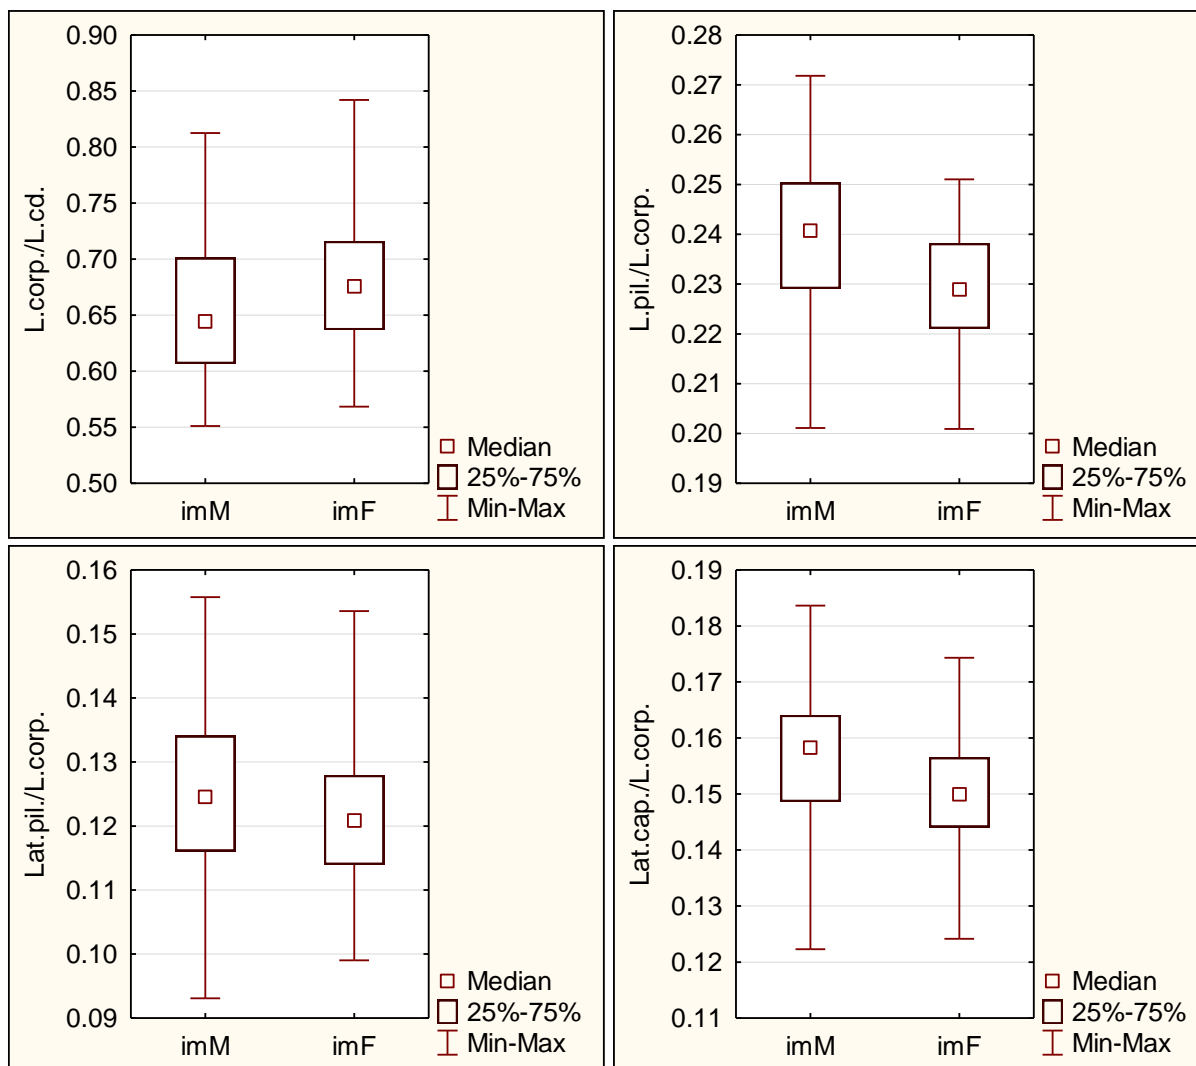 L.corp./L.cd.
0.90
0.85
0.80
0.75
0.70
0.65
0.60
0.55
0.50
imM imF
Median
25%-75%
Min-Max
L.pil./L.corp.
0.28
0.27
0.26
0.25
0.24
0.23
0.22
0.21
0.20
0.19
imM imF
Median
25%-75%
Min-Max
Lat.pil./L.corp.
0.16
0.15
0.14
0.13
0.12
0.11
0.10
0.09
imM imF
Median
25%-75%
Min-Max
Lat.cap./L.corp.
0.19
0.18
0.17
0.16
0.15
0.14
0.13
0.12
0.11
imM imF
Median
25%-75%
Min-Max